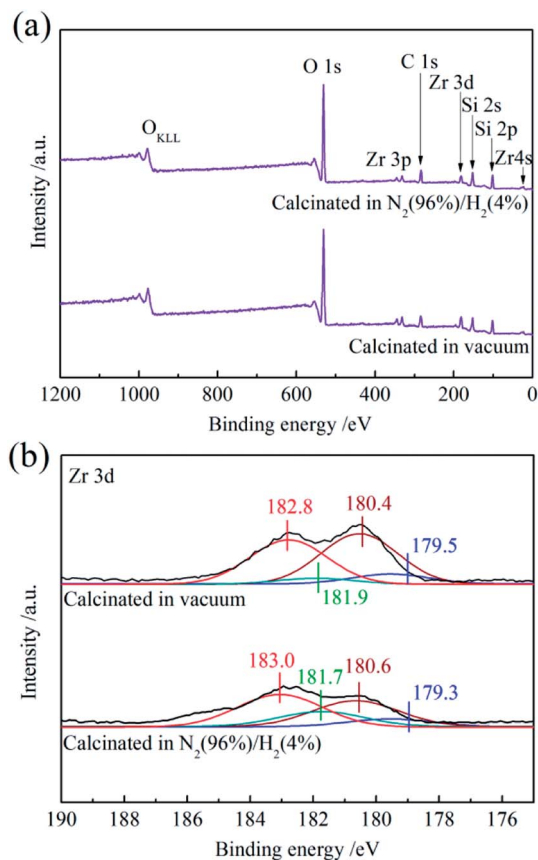 (a)
O 1s
C 1s
Zr 3d
Si 2s
Si 2p
O_KLL
Zr 3p
Zr4s
Calcinated in N₂(96%)/H₂(4%)
Calcinated in vacuum
Intensity /a.u.
1200 1000 800 600 400 200 0
Binding energy /eV
(b)
Zr 3d
182.8
180.4
179.5
Calcinated in vacuum
181.9
183.0
181.7
180.6
179.3
Calcinated in N₂(96%)/H₂(4%)
Intensity /a.u.
190 188 186 184 182 180 178 176
Binding energy /eV